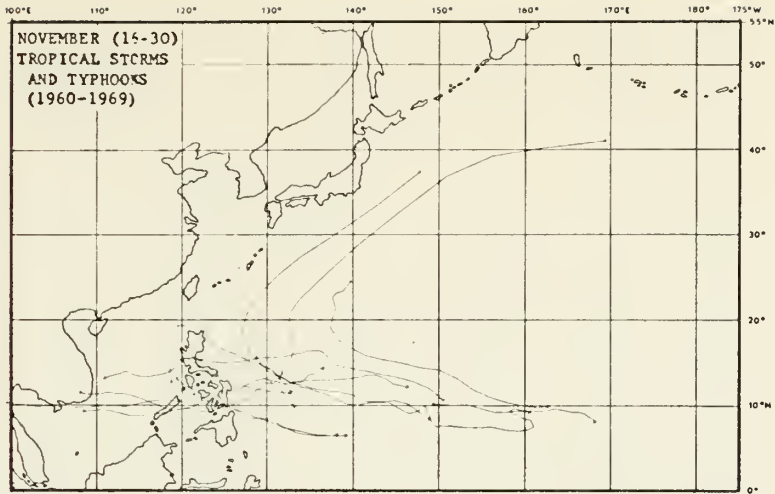 100°E 110° 120° 130° 140° 150° 160° 170° 180° 170°E 175°W
55°N
NOVEMBER (16-30)
TROPICAL STORMS
AND TYPHOONS
(1960-1969)
50°
40°
30°
20°
10°N
0°